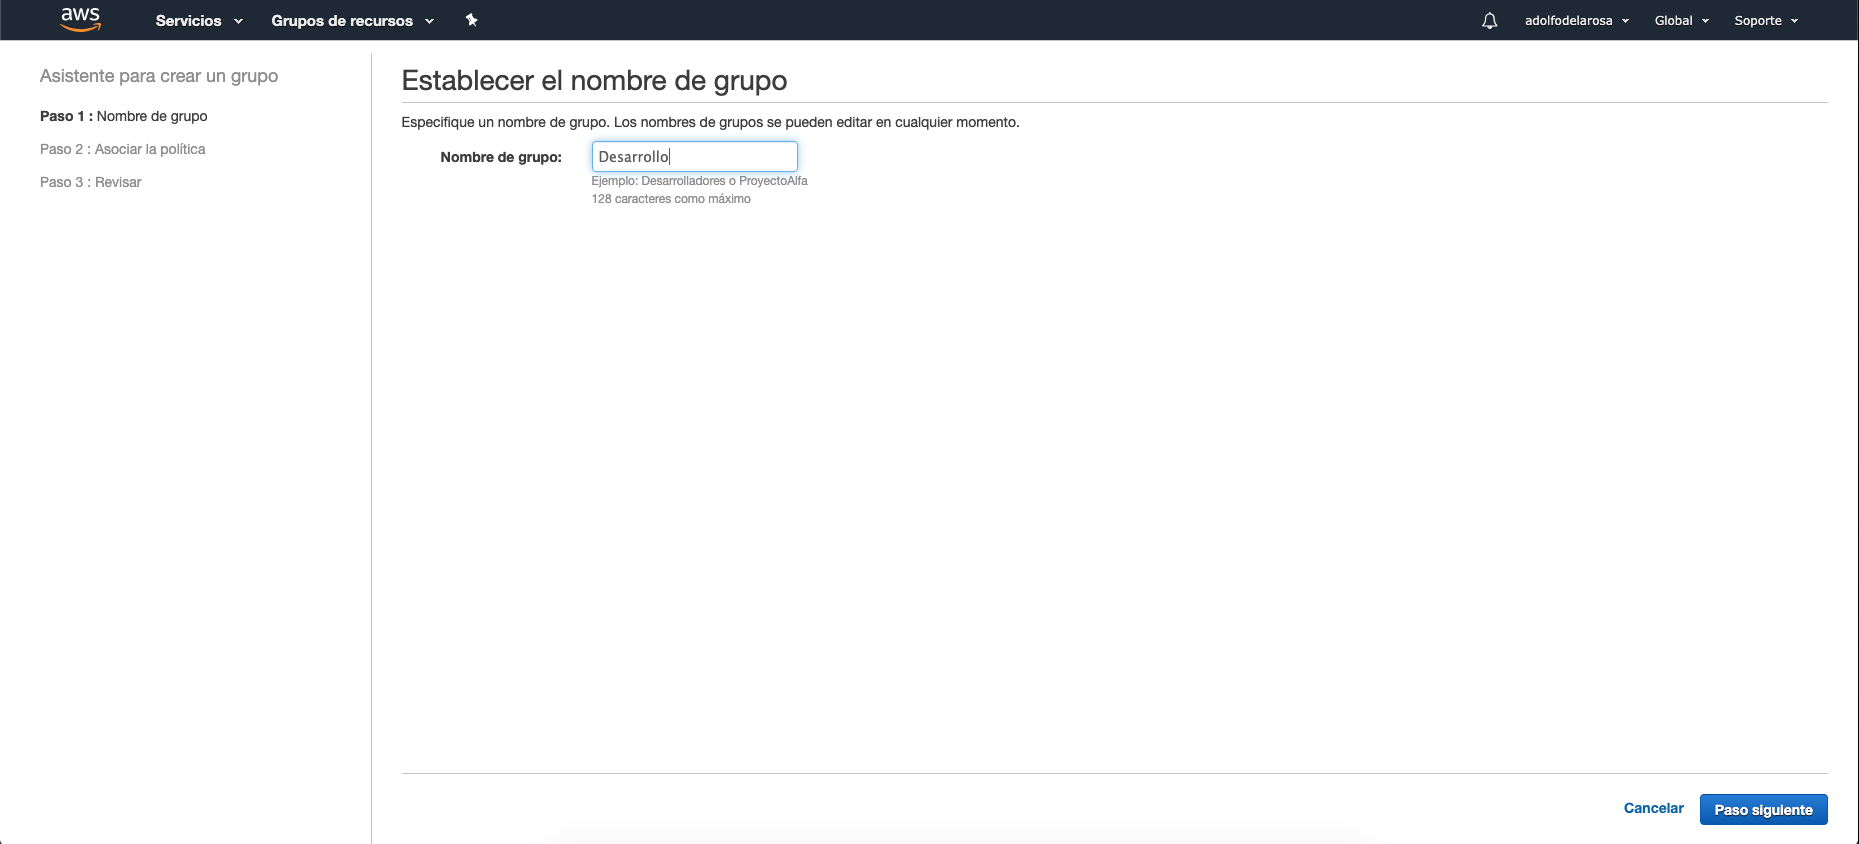 aws Servicios Grupos de recursos adolfodelarosa Global Soporte
Asistente para crear un grupo
Paso 1 : Nombre de grupo
Paso 2 : Asociar la política
Paso 3 : Revisar
Establecer el nombre de grupo
Especifique un nombre de grupo. Los nombres de grupos se pueden editar en cualquier momento.
Nombre de grupo: Desarrollo
Ejemplo: Desarrolladores o ProyectoAlfa
128 caracteres como máximo
Cancelar Paso siguiente